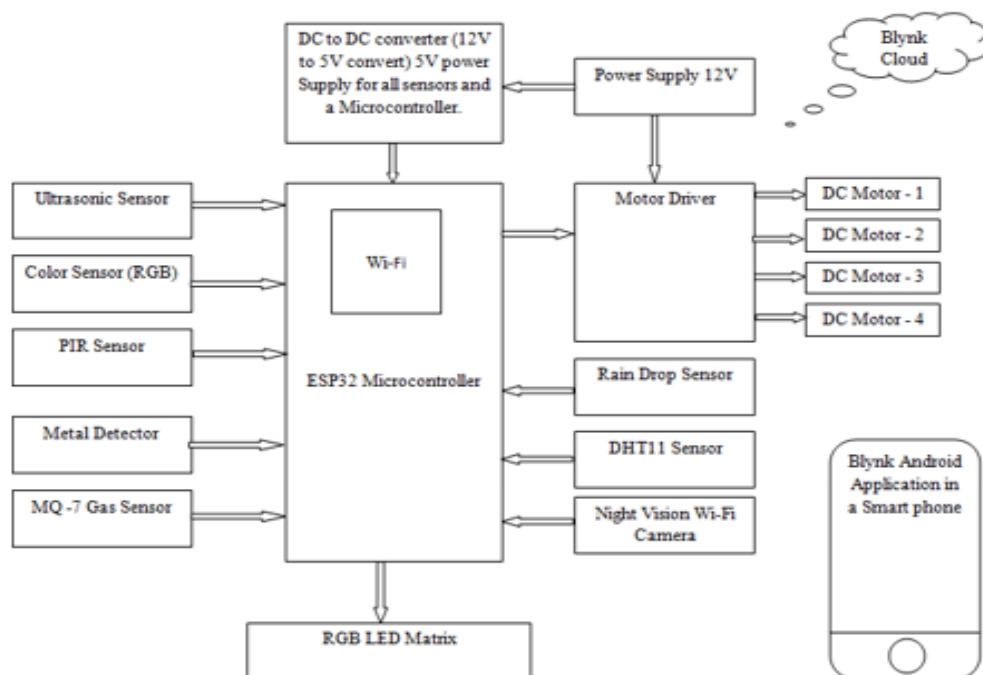 DC to DC converter (12V
to 5V convert) 5V power
Supply for all sensors and
a Microcontroller.
Power Supply 12V
Blynk
Cloud
Ultrasonic Sensor
Color Sensor (RGB)
PIR Sensor
Metal Detector
MQ -7 Gas Sensor
Wi-Fi
ESP32 Microcontroller
Motor Driver
DC Motor - 1
DC Motor - 2
DC Motor - 3
DC Motor - 4
Rain Drop Sensor
DHT11 Sensor
Night Vision Wi-Fi
Camera
Blynk Android
Application in
a Smart phone
RGB LED Matrix